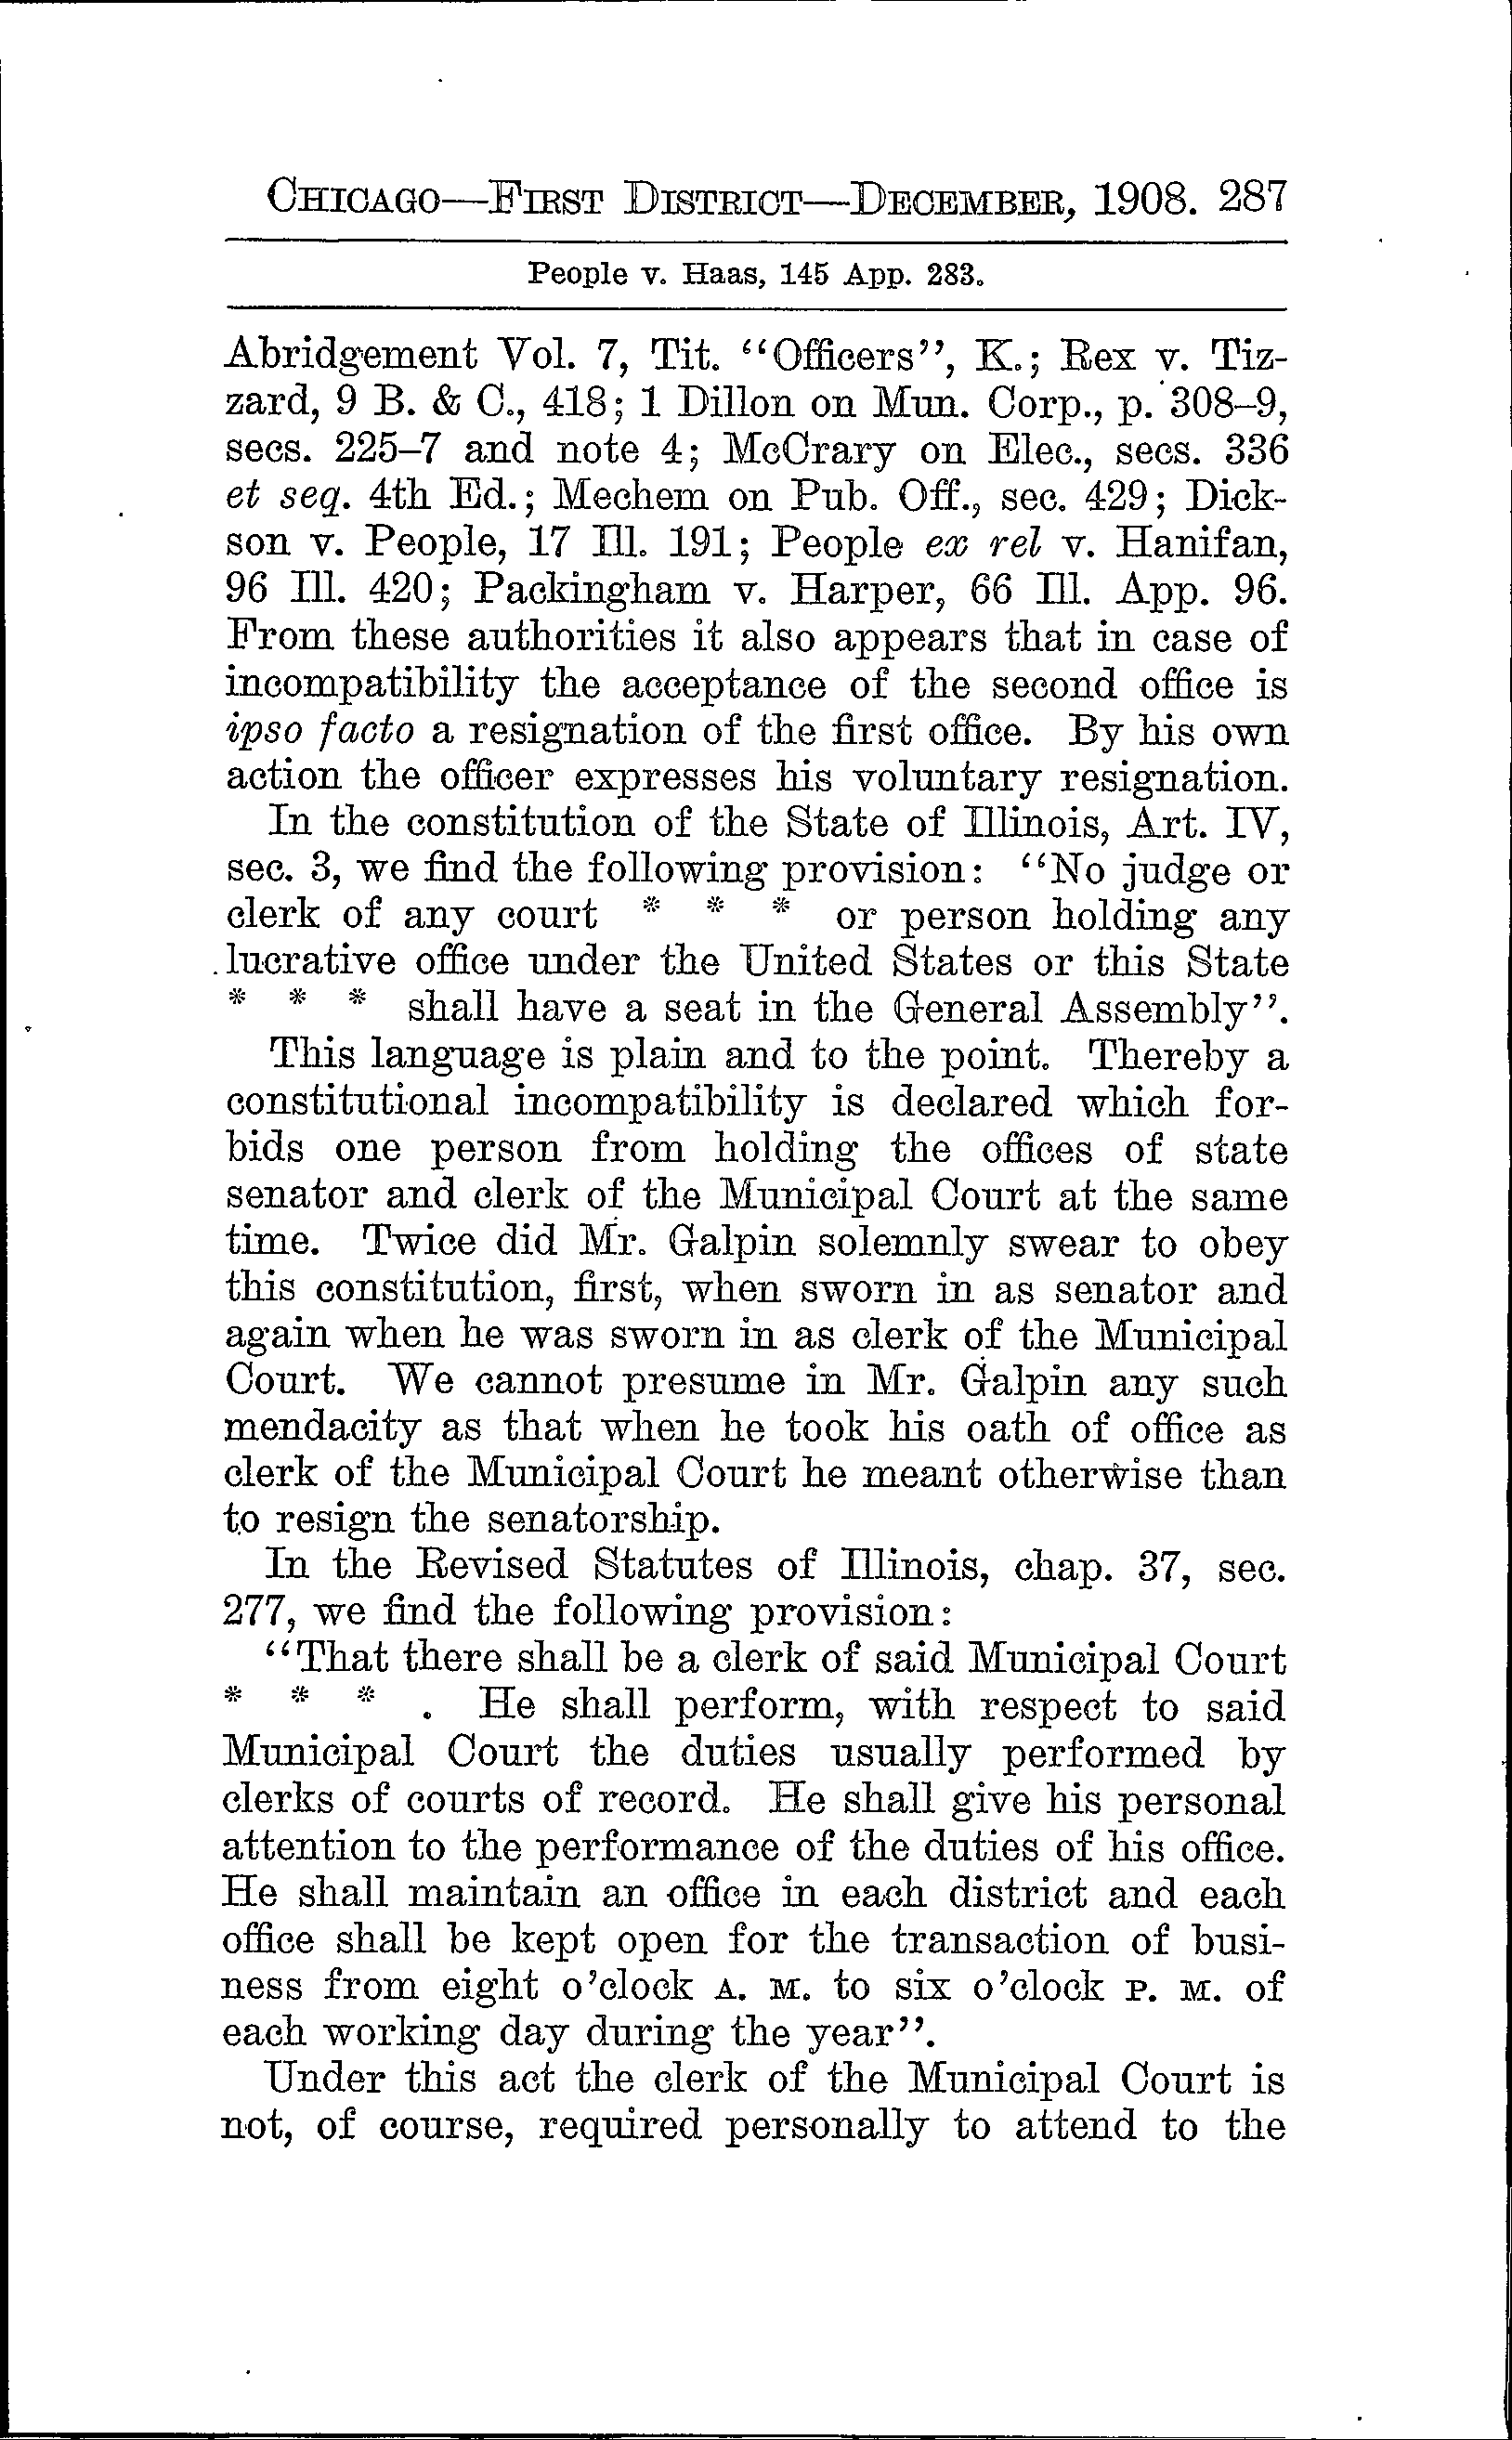 CHICAGO—FIRST DISTRICT—DECEMBER, 1908. 287
People v. Haas, 145 App. 283.
Abridgement Vol. 7, Tit. "Officers", K.; Rex v. Tiz-
zard, 9 B. & C., 418; 1 Dillon on Mun. Corp., p. 308–9,
secs. 225–7 and note 4; McCrary on Elec., secs. 336
et seq. 4th Ed.; Mechem on Pub. Off., sec. 429; Dick-
son v. People, 17 Ill. 191; People ex rel v. Hanifan,
96 Ill. 420; Packingham v. Harper, 66 Ill. App. 96.
From these authorities it also appears that in case of
incompatibility the acceptance of the second office is
ipso facto a resignation of the first office. By his own
action the officer expresses his voluntary resignation.
In the constitution of the State of Illinois, Art. IV,
sec. 3, we find the following provision: "No judge or
clerk of any court * * * or person holding any
lucrative office under the United States or this State
* * * shall have a seat in the General Assembly".
This language is plain and to the point. Thereby a
constitutional incompatibility is declared which for-
bids one person from holding the offices of state
senator and clerk of the Municipal Court at the same
time. Twice did Mr. Galpin solemnly swear to obey
this constitution, first, when sworn in as senator and
again when he was sworn in as clerk of the Municipal
Court. We cannot presume in Mr. Galpin any such
mendacity as that when he took his oath of office as
clerk of the Municipal Court he meant otherwise than
to resign the senatorship.
In the Revised Statutes of Illinois, chap. 37, sec.
277, we find the following provision:
"That there shall be a clerk of said Municipal Court
* * * . He shall perform, with respect to said
Municipal Court the duties usually performed by
clerks of courts of record. He shall give his personal
attention to the performance of the duties of his office.
He shall maintain an office in each district and each
office shall be kept open for the transaction of busi-
ness from eight o'clock A. M. to six o'clock P. M. of
each working day during the year".
Under this act the clerk of the Municipal Court is
not, of course, required personally to attend to the